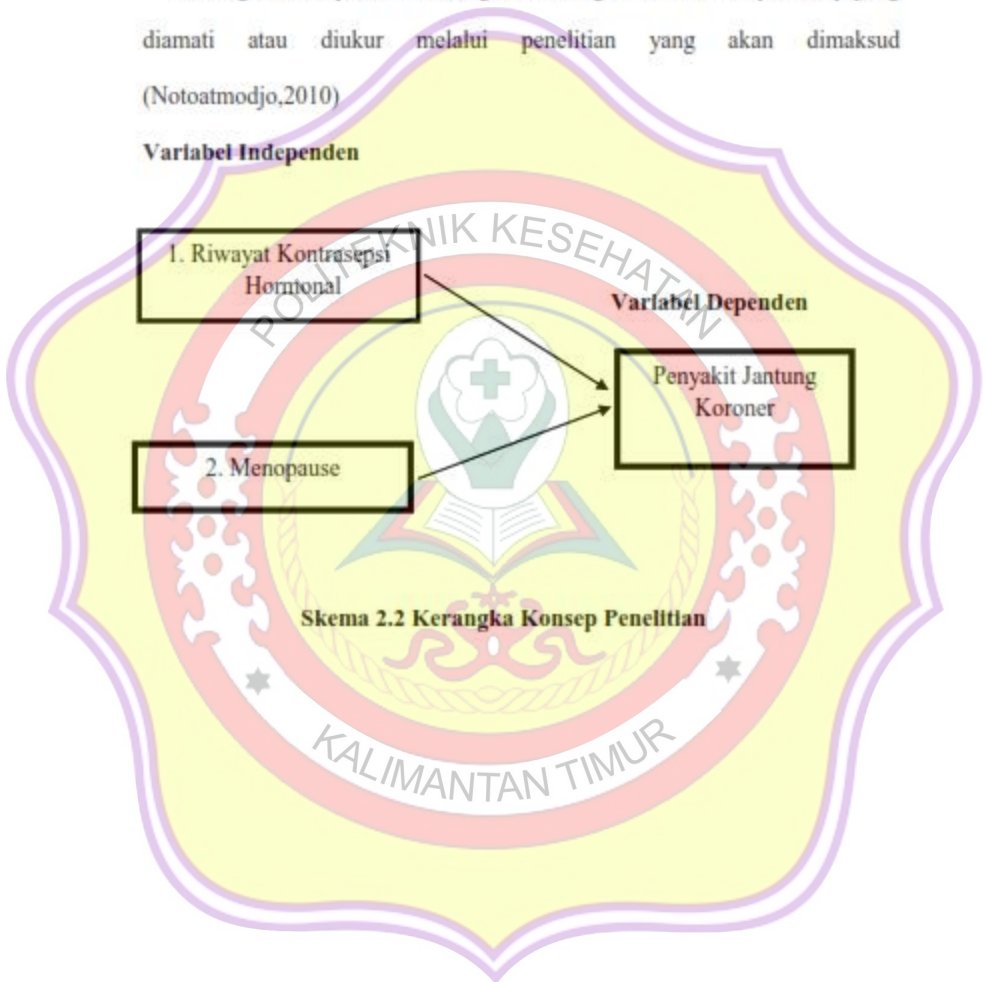 diamati atau diukur melalui penelitian yang akan dimaksud
(Notoatmodjo,2010)
Variabel Independen
1. Riwayat Kontrasepsi
Hormonal
Variabel Dependen
Penyakit Jantung
Koroner
2. Menopause
Skema 2.2 Kerangka Konsep Penelitian
POLITEKNIK KESEHATAN
KALIMANTAN TIMUR